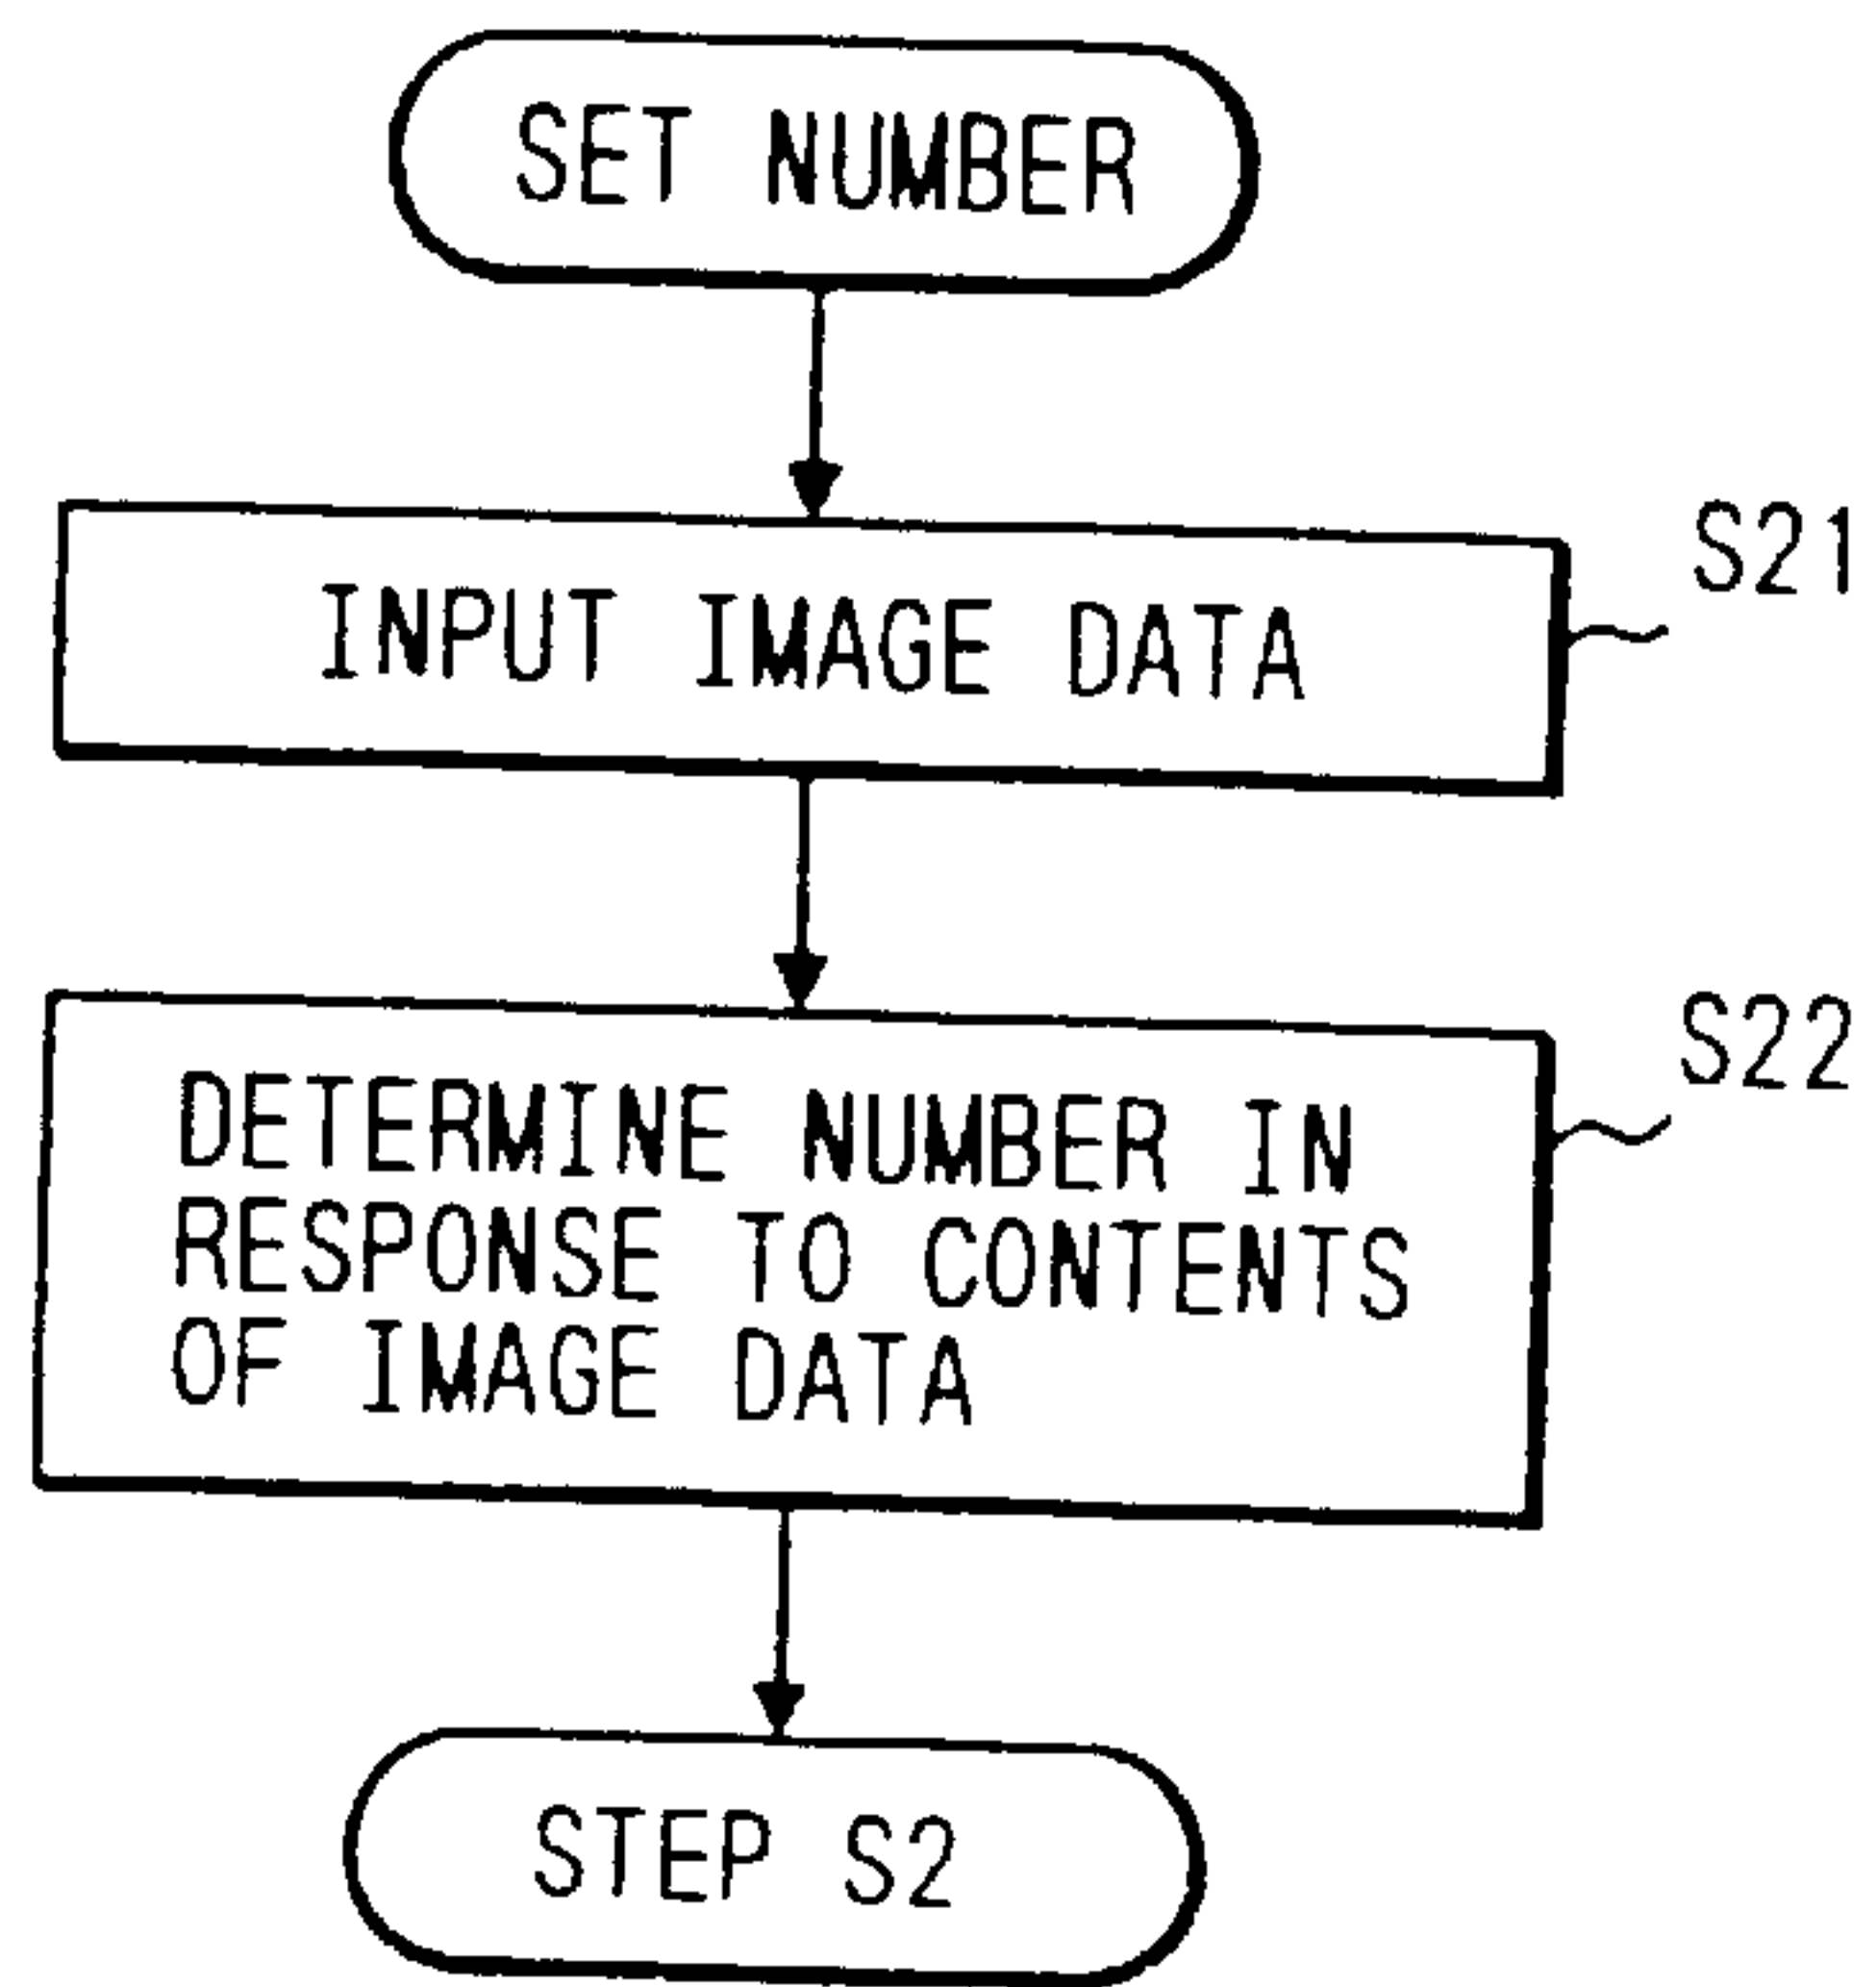 SET NUMBER
S21
INPUT IMAGE DATA
S22
DETERMINE NUMBER IN
RESPONSE TO CONTENTS
OF IMAGE DATA
STEP S2